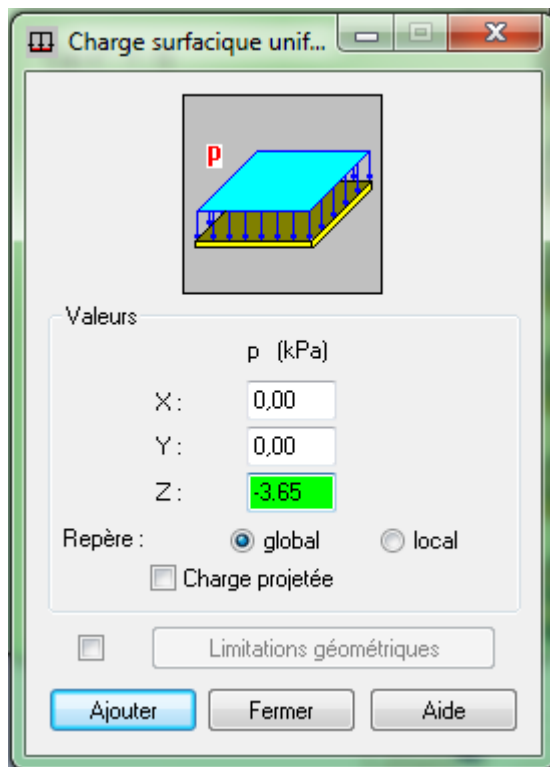 Charge surfacique unif...
p
Valeurs
p (kPa)
X : 0,00
Y : 0,00
Z : -3.65
Repère : global local
Charge projetée
Limitations géométriques
Ajouter Fermer Aide